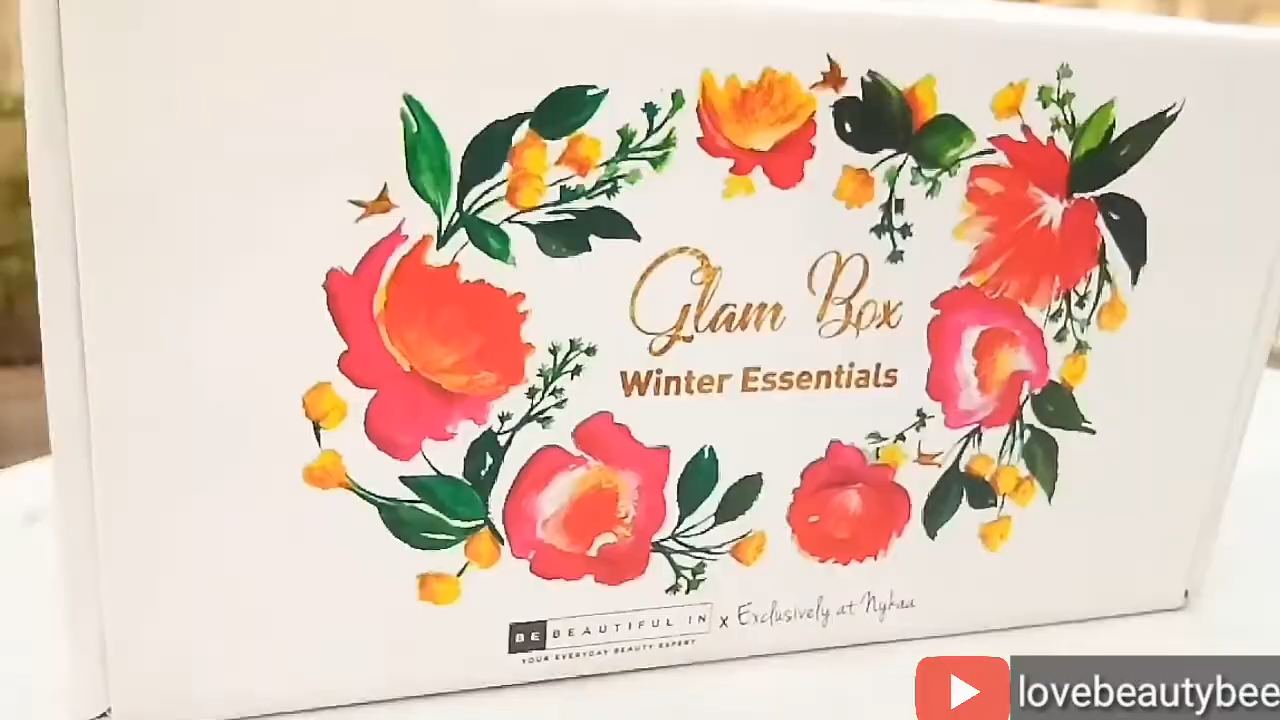 Glam Box
Winter Essentials
BE BEAUTIFUL IN x Exclusively at Nykaa
YOUR EVERYDAY BEAUTY EXPERT
lovebeautybee